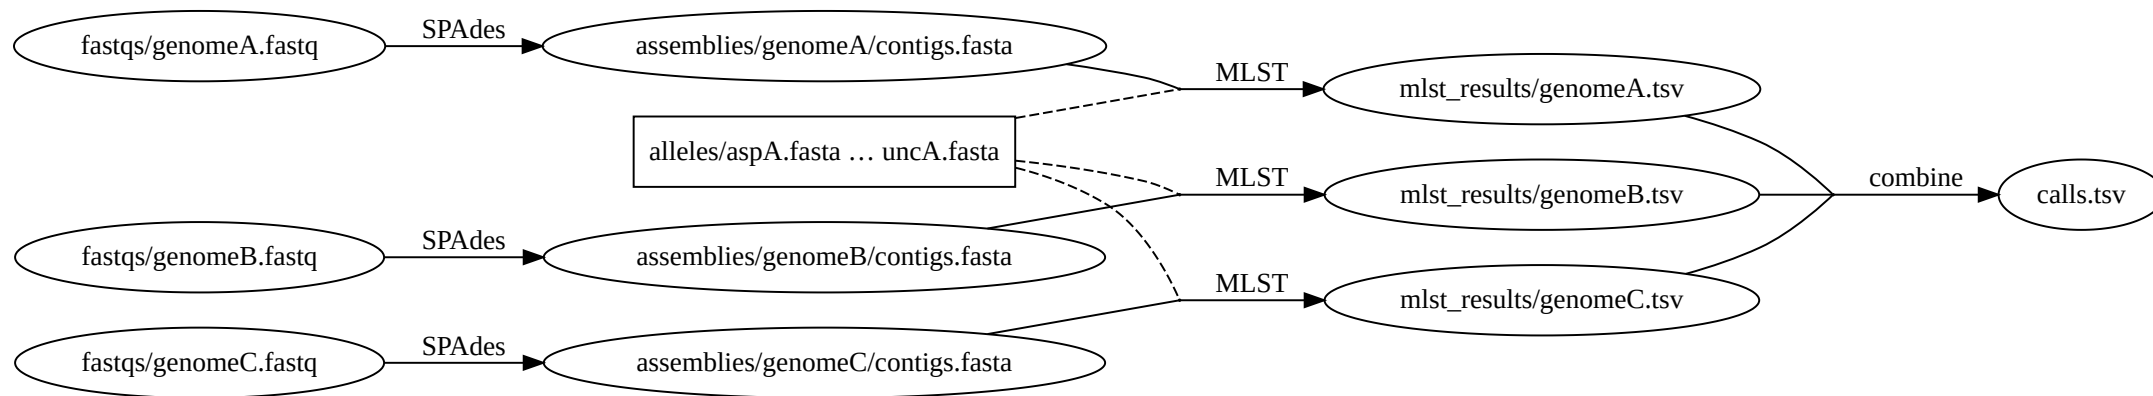 fastqs/genomeA.fastq
SPAdes
assemblies/genomeA/contigs.fasta
MLST
mlst_results/genomeA.tsv
alleles/aspA.fasta … uncA.fasta
MLST
mlst_results/genomeB.tsv
combine
calls.tsv
fastqs/genomeB.fastq
SPAdes
assemblies/genomeB/contigs.fasta
MLST
mlst_results/genomeC.tsv
fastqs/genomeC.fastq
SPAdes
assemblies/genomeC/contigs.fasta